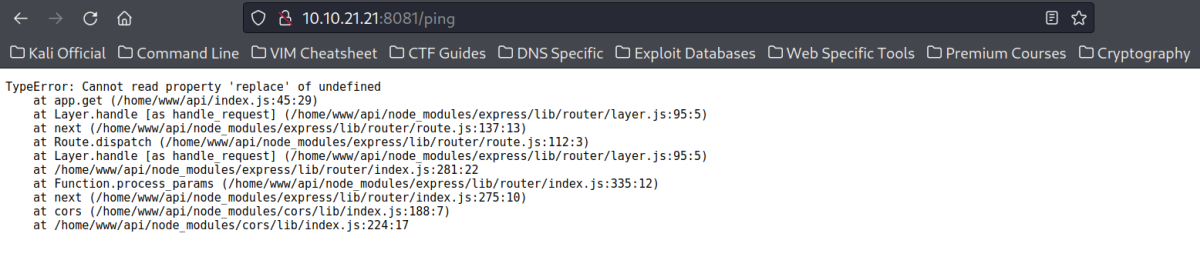 10.10.21.21:8081/ping
Kali Official Command Line VIM Cheatsheet CTF Guides DNS Specific Exploit Databases Web Specific Tools Premium Courses Cryptography
TypeError: Cannot read property 'replace' of undefined
    at app.get (/home/www/api/index.js:45:29)
    at Layer.handle [as handle_request] (/home/www/api/node_modules/express/lib/router/layer.js:95:5)
    at next (/home/www/api/node_modules/express/lib/router/route.js:137:13)
    at Route.dispatch (/home/www/api/node_modules/express/lib/router/route.js:112:3)
    at Layer.handle [as handle_request] (/home/www/api/node_modules/express/lib/router/layer.js:95:5)
    at /home/www/api/node_modules/express/lib/router/index.js:281:22
    at Function.process_params (/home/www/api/node_modules/express/lib/router/index.js:335:12)
    at next (/home/www/api/node_modules/express/lib/router/index.js:275:10)
    at cors (/home/www/api/node_modules/cors/lib/index.js:188:7)
    at /home/www/api/node_modules/cors/lib/index.js:224:17